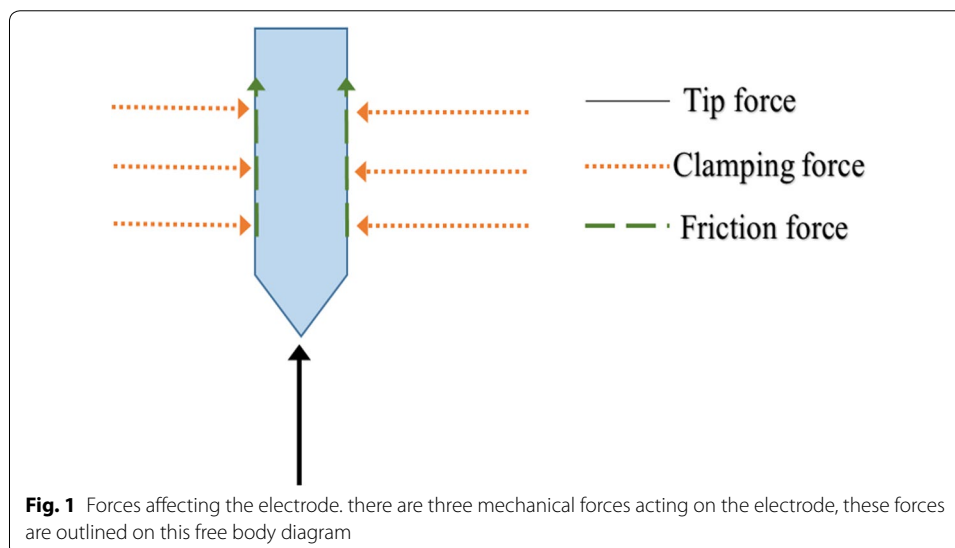 Tip force
Clamping force
Friction force
Fig. 1 Forces affecting the electrode. there are three mechanical forces acting on the electrode, these forces
are outlined on this free body diagram